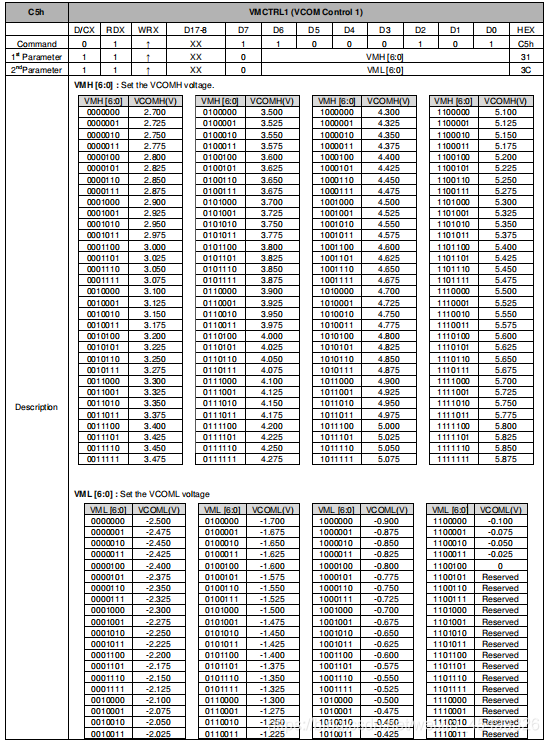 C5h VMCTRL1 (VCOM Control 1)
D/CX RDX WRX D17-8 D7 D6 D5 D4 D3 D2 D1 D0 HEX
Command 0 1 ↑ XX 1 1 0 0 0 1 0 1 C5h
1st Parameter 1 1 ↑ XX 0 VMH [6:0] 31
2nd Parameter 1 1 ↑ XX 0 VML [6:0] 3C
Description
VMH [6:0] : Set the VCOMH voltage.
VMH [6:0] VCOMH(V) VMH [6:0] VCOMH(V) VMH [6:0] VCOMH(V) VMH [6:0] VCOMH(V)
0000000 2.700 0100000 3.500 1000000 4.300 1100000 5.100
0000001 2.725 0100001 3.525 1000001 4.325 1100001 5.125
0000010 2.750 0100010 3.550 1000010 4.350 1100010 5.150
0000011 2.775 0100011 3.575 1000011 4.375 1100011 5.175
0000100 2.800 0100100 3.600 1000100 4.400 1100100 5.200
0000101 2.825 0100101 3.625 1000101 4.425 1100101 5.225
0000110 2.850 0100110 3.650 1000110 4.450 1100110 5.250
0000111 2.875 0100111 3.675 1000111 4.475 1100111 5.275
0001000 2.900 0101000 3.700 1001000 4.500 1101000 5.300
0001001 2.925 0101001 3.725 1001001 4.525 1101001 5.325
0001010 2.950 0101010 3.750 1001010 4.550 1101010 5.350
0001011 2.975 0101011 3.775 1001011 4.575 1101011 5.375
0001100 3.000 0101100 3.800 1001100 4.600 1101100 5.400
0001101 3.025 0101101 3.825 1001101 4.625 1101101 5.425
0001110 3.050 0101110 3.850 1001110 4.650 1101110 5.450
0001111 3.075 0101111 3.875 1001111 4.675 1101111 5.475
0010000 3.100 0110000 3.900 1010000 4.700 1110000 5.500
0010001 3.125 0110001 3.925 1010001 4.725 1110001 5.525
0010010 3.150 0110010 3.950 1010010 4.750 1110010 5.550
0010011 3.175 0110011 3.975 1010011 4.775 1110011 5.575
0010100 3.200 0110100 4.000 1010100 4.800 1110100 5.600
0010101 3.225 0110101 4.025 1010101 4.825 1110101 5.625
0010110 3.250 0110110 4.050 1010110 4.850 1110110 5.650
0010111 3.275 0110111 4.075 1010111 4.875 1110111 5.675
0011000 3.300 0111000 4.100 1011000 4.900 1111000 5.700
0011001 3.325 0111001 4.125 1011001 4.925 1111001 5.725
0011010 3.350 0111010 4.150 1011010 4.950 1111010 5.750
0011011 3.375 0111011 4.175 1011011 4.975 1111011 5.775
0011100 3.400 0111100 4.200 1011100 5.000 1111100 5.800
0011101 3.425 0111101 4.225 1011101 5.025 1111101 5.825
0011110 3.450 0111110 4.250 1011110 5.050 1111110 5.850
0011111 3.475 0111111 4.275 1011111 5.075 1111111 5.875
VML [6:0] : Set the VCOML voltage
VML [6:0] VCOML(V) VML [6:0] VCOML(V) VML [6:0] VCOML(V) VML [6:0] VCOML(V)
0000000 -2.500 0100000 -1.700 1000000 -0.900 1100000 -0.100
0000001 -2.475 0100001 -1.675 1000001 -0.875 1100001 -0.075
0000010 -2.450 0100010 -1.650 1000010 -0.850 1100010 -0.050
0000011 -2.425 0100011 -1.625 1000011 -0.825 1100011 -0.025
0000100 -2.400 0100100 -1.600 1000100 -0.800 1100100 0
0000101 -2.375 0100101 -1.575 1000101 -0.775 1100101 Reserved
0000110 -2.350 0100110 -1.550 1000110 -0.750 1100110 Reserved
0000111 -2.325 0100111 -1.525 1000111 -0.725 1100111 Reserved
0001000 -2.300 0101000 -1.500 1001000 -0.700 1101000 Reserved
0001001 -2.275 0101001 -1.475 1001001 -0.675 1101001 Reserved
0001010 -2.250 0101010 -1.450 1001010 -0.650 1101010 Reserved
0001011 -2.225 0101011 -1.425 1001011 -0.625 1101011 Reserved
0001100 -2.200 0101100 -1.400 1001100 -0.600 1101100 Reserved
0001101 -2.175 0101101 -1.375 1001101 -0.575 1101101 Reserved
0001110 -2.150 0101110 -1.350 1001110 -0.550 1101110 Reserved
0001111 -2.125 0101111 -1.325 1001111 -0.525 1101111 Reserved
0010000 -2.100 0110000 -1.300 1010000 -0.500 1110000 Reserved
0010001 -2.075 0110001 -1.275 1010001 -0.475 1110001 Reserved
0010010 -2.050 0110010 -1.250 1010010 -0.450 1110010 Reserved
0010011 -2.025 0110011 -1.225 1010011 -0.425 1110011 Reserved